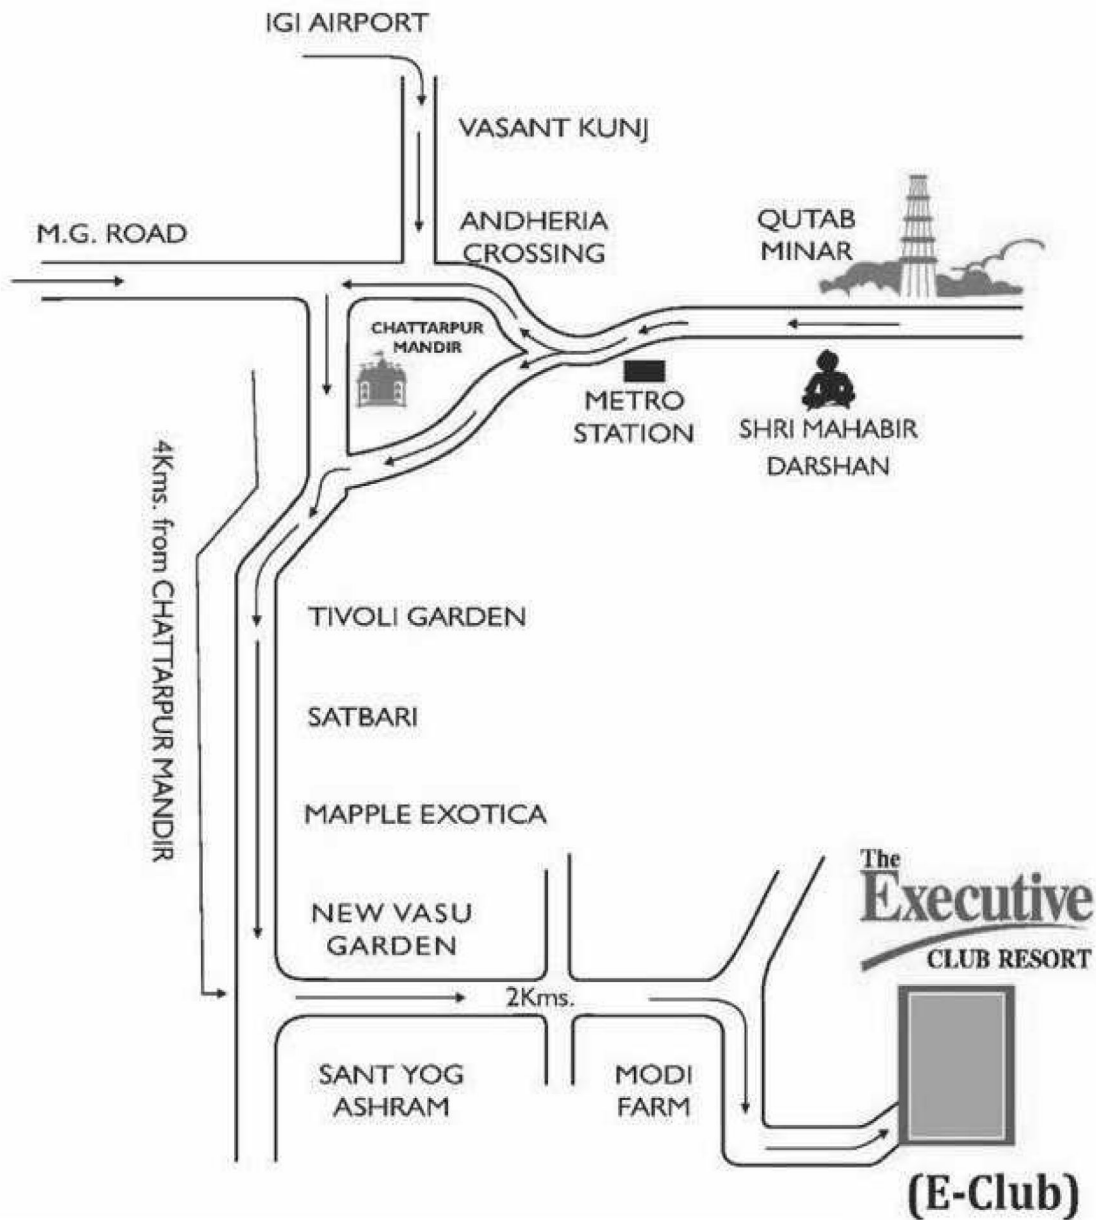 IGI AIRPORT
VASANT KUNJ
M.G. ROAD
ANDHERIA
CROSSING
QUTAB
MINAR
CHATTARPUR
MANDIR
METRO
STATION
SHRI MAHABIR
DARSHAN
4Kms. from CHATTARPUR MANDIR
TIVOLI GARDEN
SATBARI
MAPPLE EXOTICA
NEW VASU
GARDEN
The
Executive
CLUB RESORT
2Kms.
SANT YOG
ASHRAM
MODI
FARM
(E-Club)